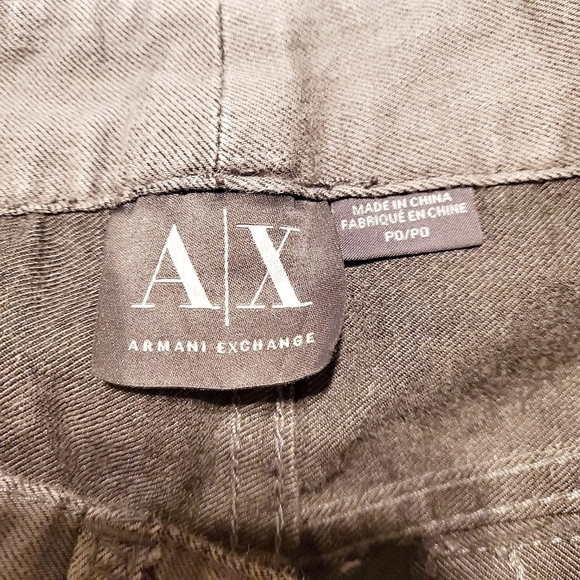 A|X
ARMANI EXCHANGE
MADE IN CHINA
FABRIQUÉ EN CHINE
PO/PO